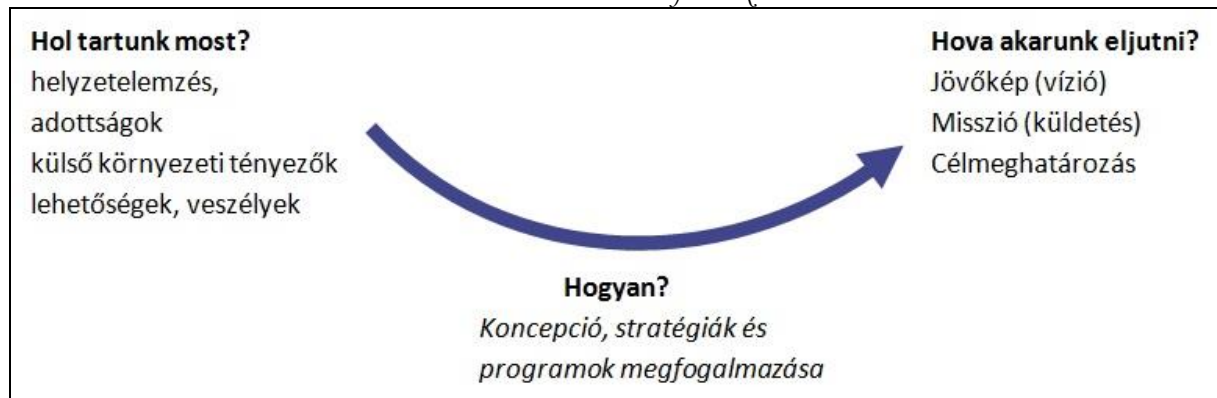 Hol tartunk most?
helyzetelemzés,
adottságok
külső környezeti tényezők
lehetőségek, veszélyek
Hova akarunk eljutni?
Jövőkép (vízió)
Misszió (küldetés)
Célmeghatározás
Hogyan?
Koncepció, stratégiák és
programok megfogalmazása